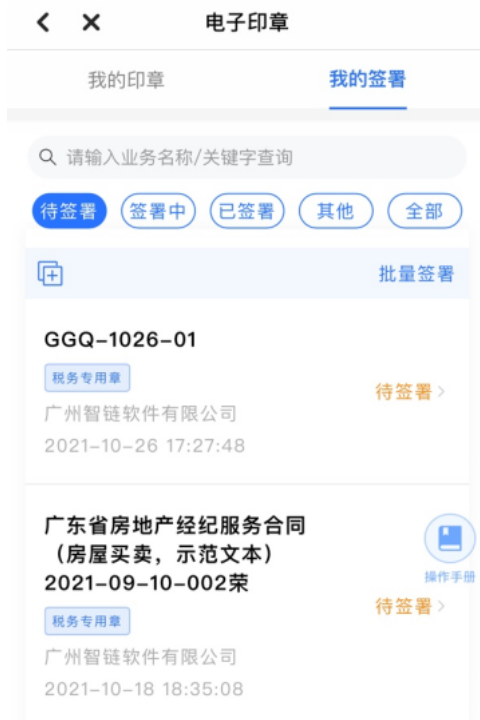 电子印章
我的印章
我的签署
请输入业务名称/关键字查询
待签署
签署中
已签署
其他
全部
批量签署
GGQ-1026-01
税务专用章
待签署
广州智链软件有限公司
2021-10-26 17:27:48
广东省房地产经纪服务合同
（房屋买卖，示范文本）
2021-09-10-002荣
操作手册
待签署
税务专用章
广州智链软件有限公司
2021-10-18 18:35:08